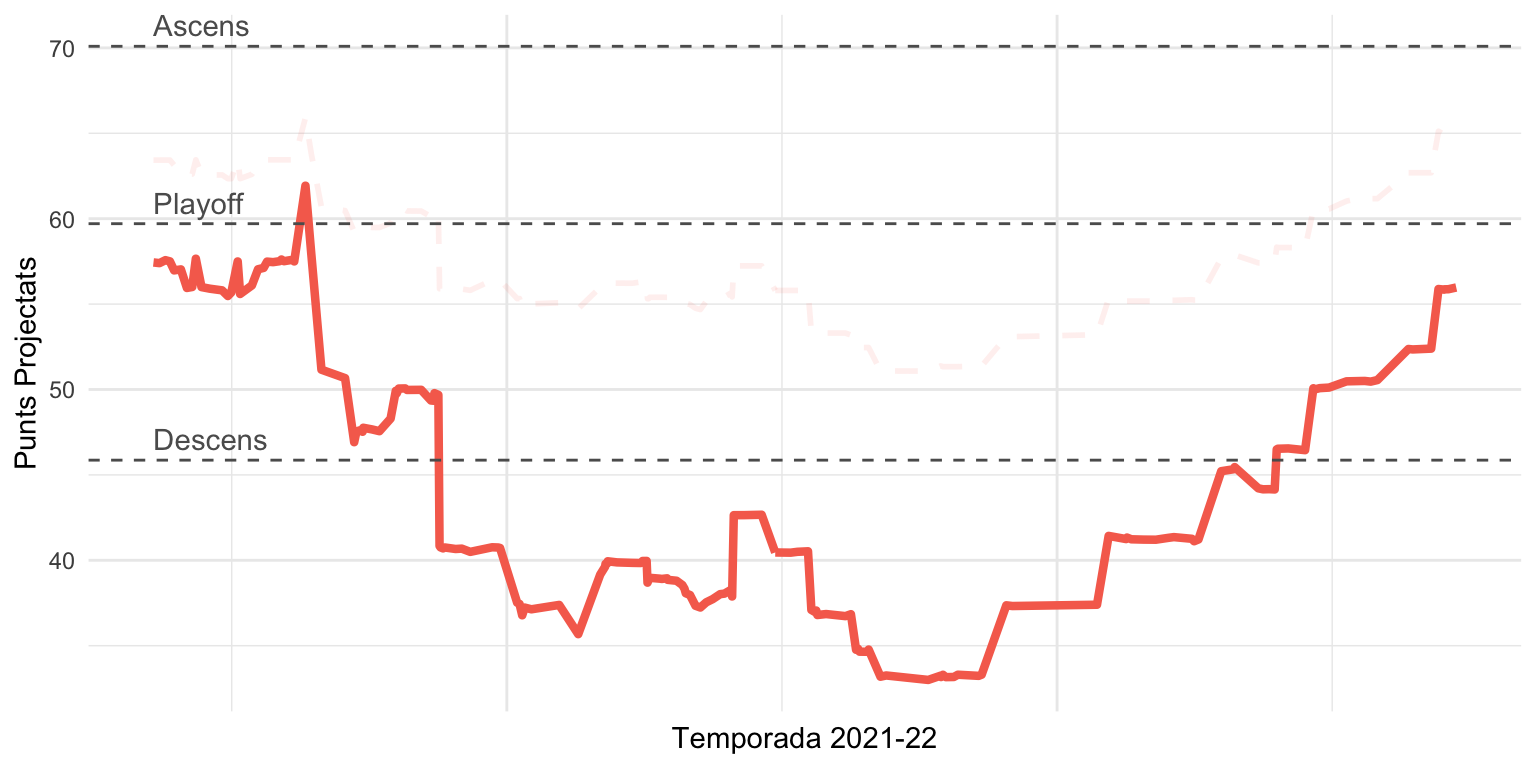 Ascens
70
Playoff
60
50
Descens
40
Punts Projectats
Temporada 2021-22